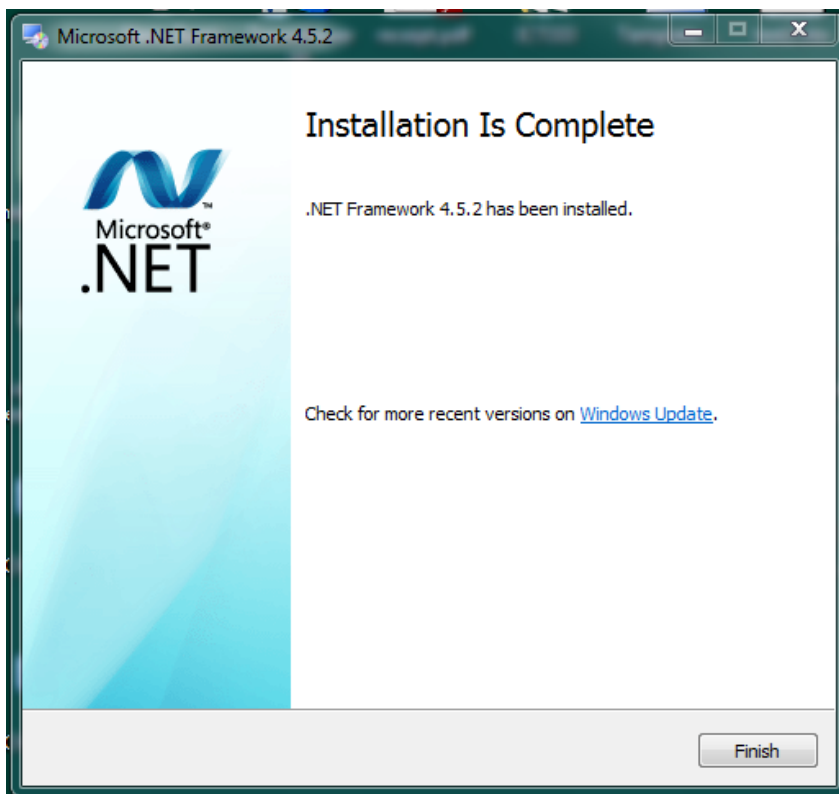 Microsoft .NET Framework 4.5.2
Installation Is Complete
Microsoft®
.NET™
.NET Framework 4.5.2 has been installed.
Check for more recent versions on Windows Update.
Finish